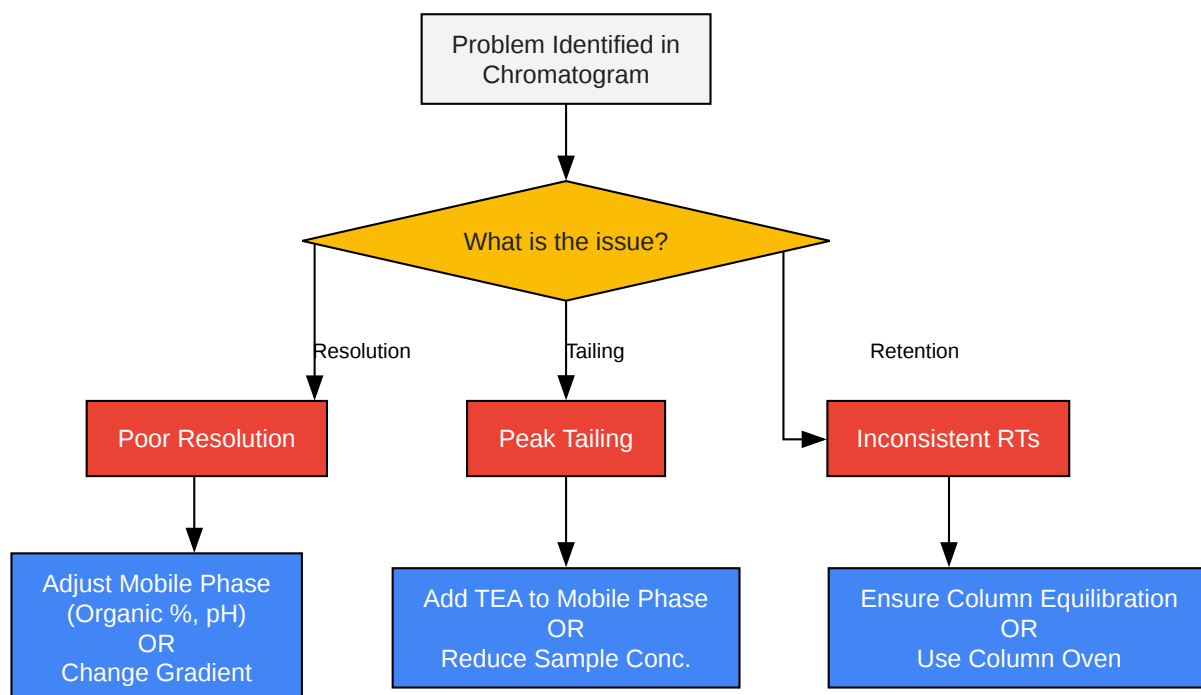 Problem Identified in
Chromatogram
What is the issue?
Resolution
Tailing
Retention
Poor Resolution
Peak Tailing
Inconsistent RTs
Adjust Mobile Phase
(Organic %, pH)
OR
Change Gradient
Add TEA to Mobile Phase
OR
Reduce Sample Conc.
Ensure Column Equilibration
OR
Use Column Oven